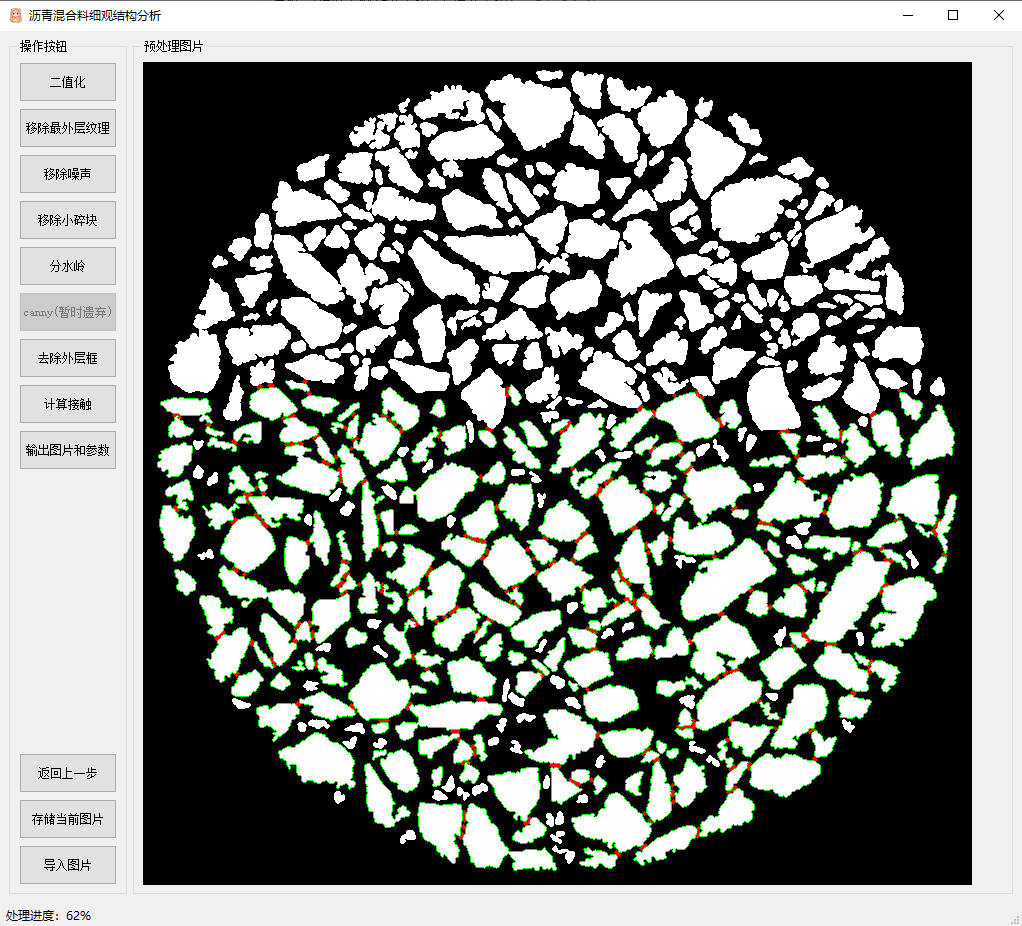 沥青混合料细观结构分析
操作按钮
预处理图片
二值化
移除最外层纹理
移除噪声
移除小碎块
分水岭
canny(暂时遗弃)
去除外层框
计算接触
输出图片和参数
返回上一步
存储当前图片
导入图片
处理进度：62%